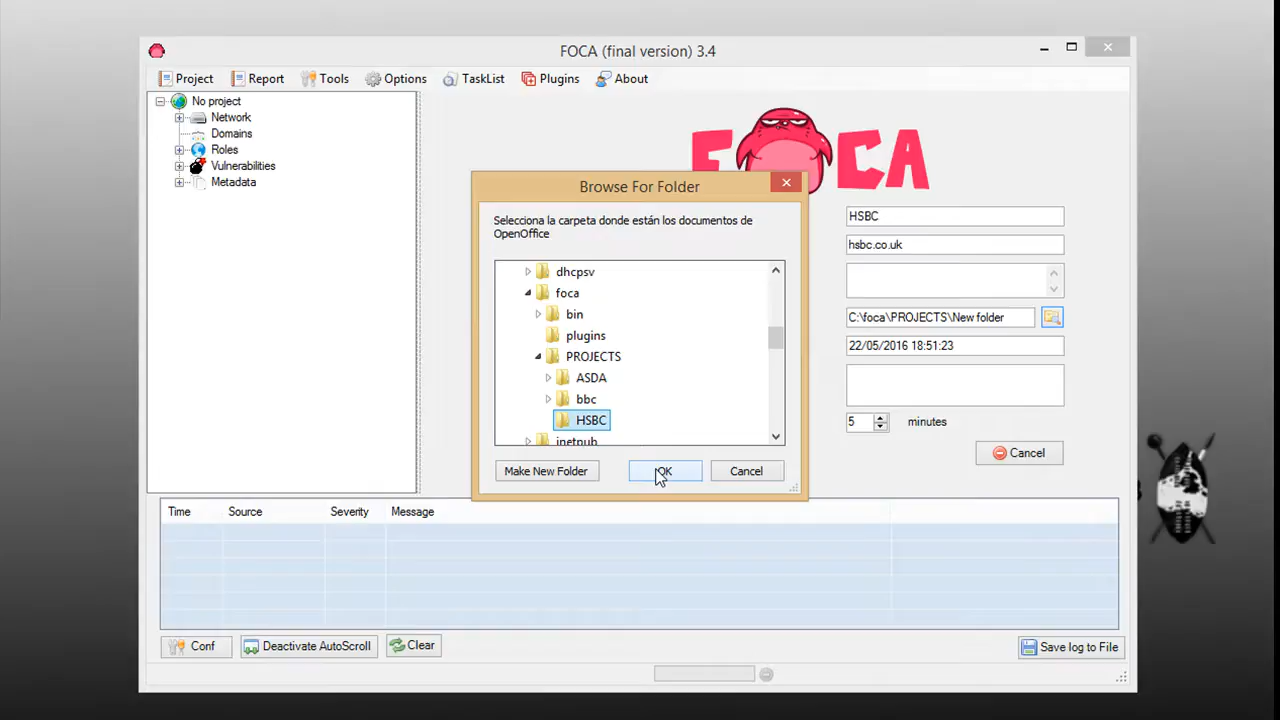 FOCA (final version) 3.4
Project Report Tools Options TaskList Plugins About
No project
Network
Domains
Roles
Vulnerabilities
Metadata
FOCA
Browse For Folder
Selecciona la carpeta donde están los documentos de
OpenOffice
dhcpsv
foca
bin
plugins
PROJECTS
ASDA
bbc
HSBC
inetpub
Make New Folder OK Cancel
HSBC
hsbc.co.uk
C:\foca\PROJECTS\New folder
22/05/2016 18:51:23
5 minutes
Cancel
Time Source Severity Message
Conf Deactivate AutoScroll Clear Save log to File